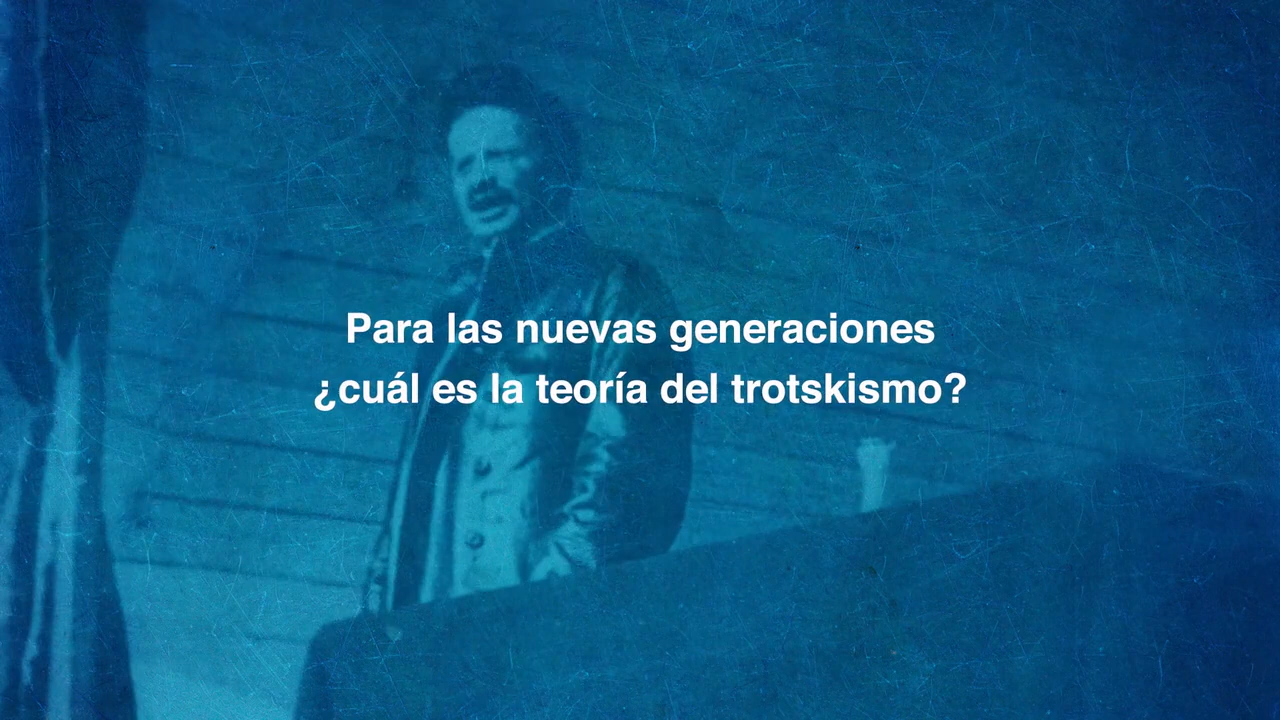 Para las nuevas generaciones
¿cuál es la teoría del trotskismo?